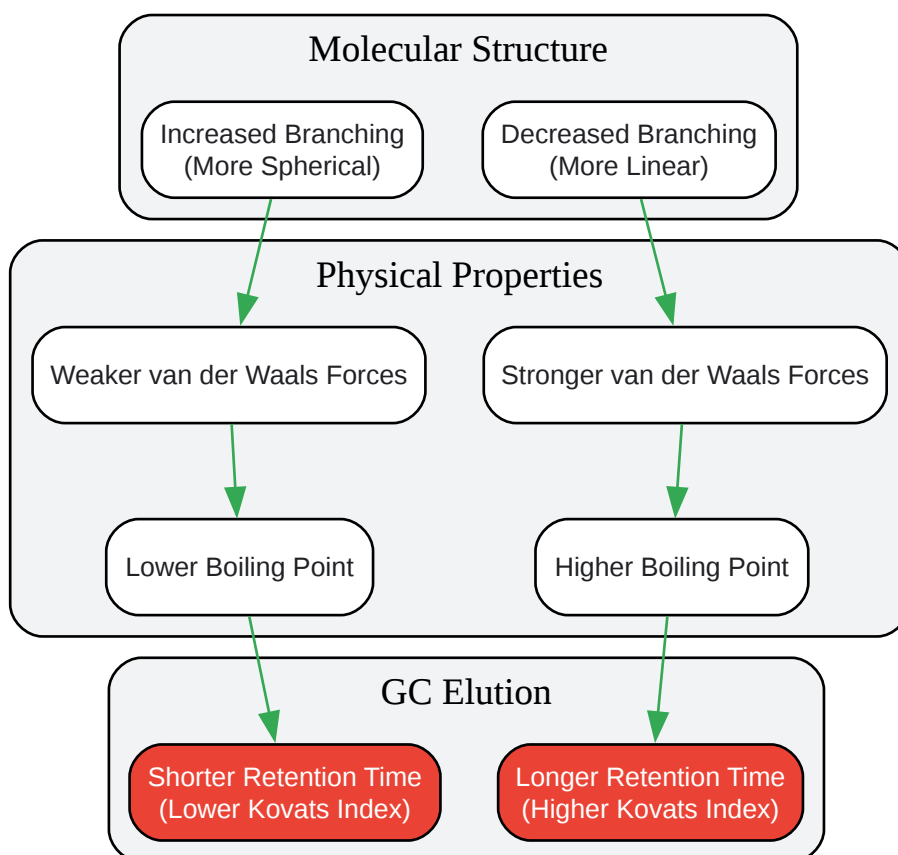 Molecular Structure
Increased Branching
(More Spherical)
Decreased Branching
(More Linear)
Physical Properties
Weaker van der Waals Forces
Stronger van der Waals Forces
Lower Boiling Point
Higher Boiling Point
GC Elution
Shorter Retention Time
(Lower Kovats Index)
Longer Retention Time
(Higher Kovats Index)